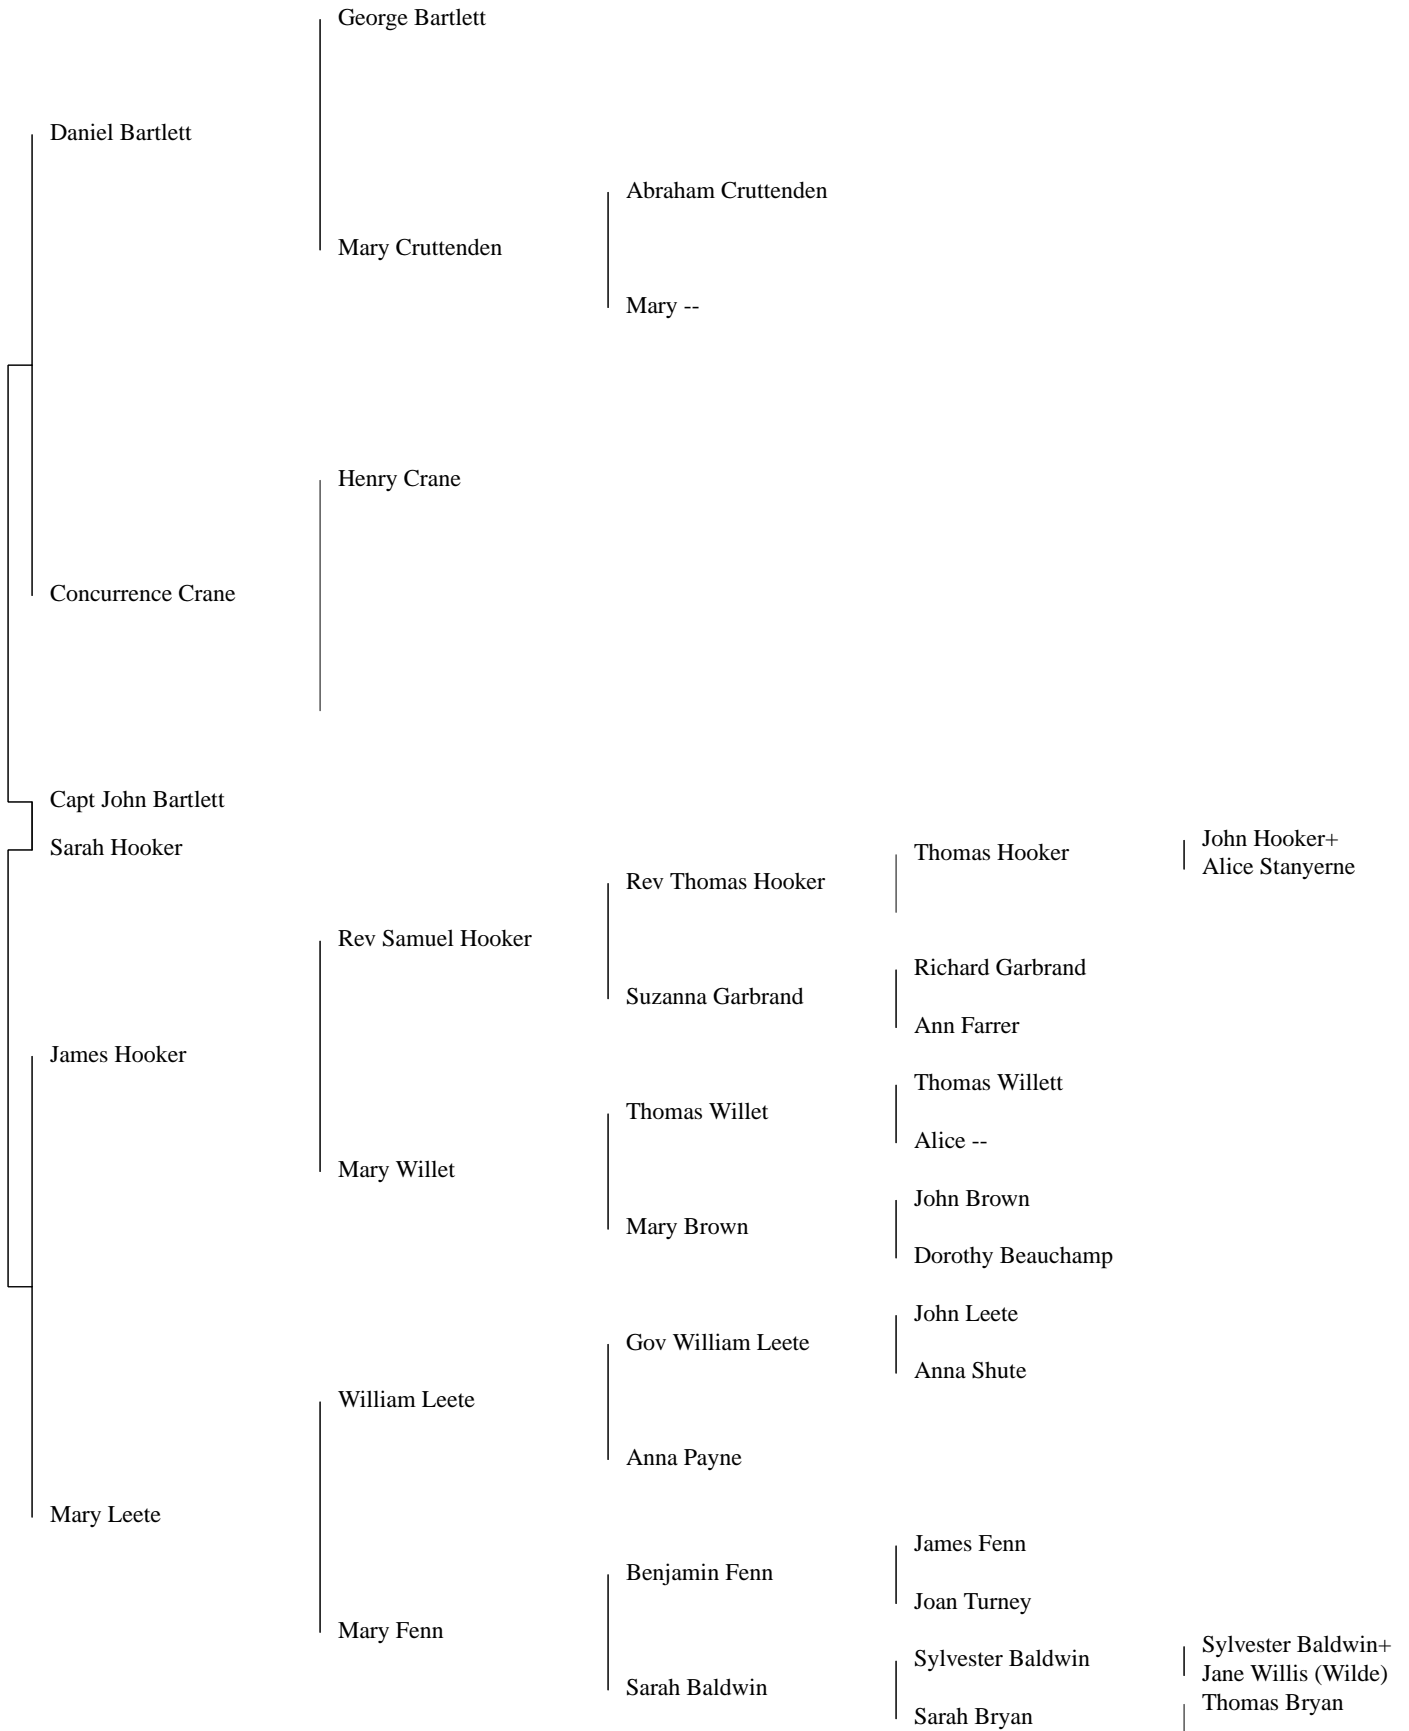 George Bartlett
Daniel Bartlett
Abraham Cruttenden
Mary Cruttenden
Mary --
Henry Crane
Concurrence Crane
Capt John Bartlett
Sarah Hooker
John Hooker+
Thomas Hooker
Alice Stanyerne
Rev Thomas Hooker
Rev Samuel Hooker
Richard Garbrand
Suzanna Garbrand
Ann Farrer
James Hooker
Thomas Willett
Thomas Willet
Alice --
Mary Willet
John Brown
Mary Brown
Dorothy Beauchamp
John Leete
Gov William Leete
Anna Shute
William Leete
Anna Payne
Mary Leete
James Fenn
Benjamin Fenn
Joan Turney
Mary Fenn
Sylvester Baldwin+
Sylvester Baldwin
Jane Willis (Wilde)
Sarah Baldwin
Thomas Bryan
Sarah Bryan